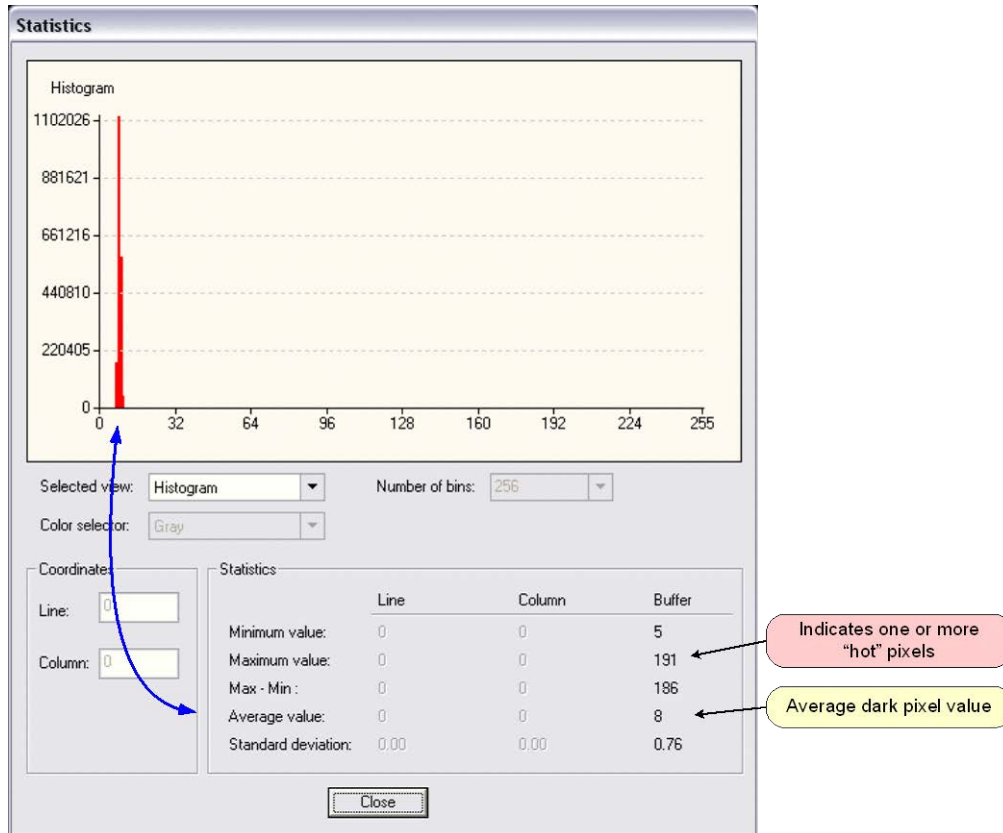 Statistics
Histogram
1102026
881621
661216
440810
220405
0
0 32 64 96 128 160 192 224 255
Selected view: Histogram Number of bins: 256
Color selector: Gray
Coordinates
Line: 0
Column: 0
Statistics
Line Column Buffer
Minimum value: 0 0 5
Maximum value: 0 0 191
Max - Min : 0 0 186
Average value: 0 0 8
Standard deviation: 0.00 0.00 0.76
Indicates one or more
“hot” pixels
Average dark pixel value
Close